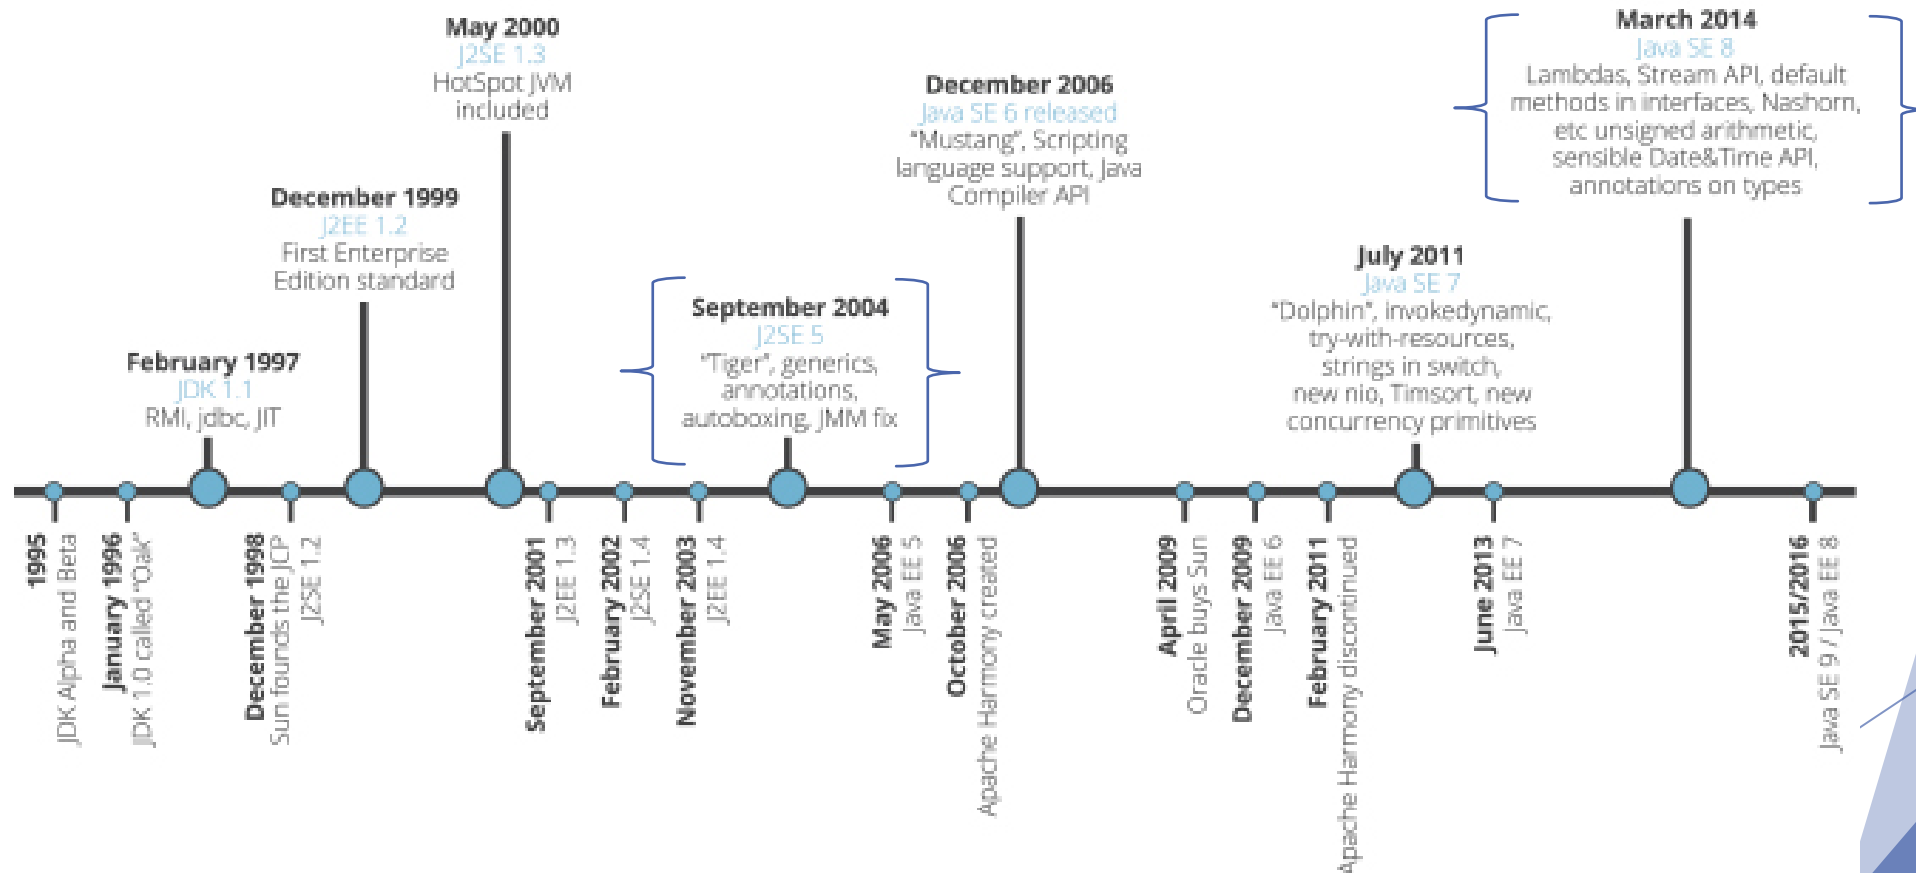 May 2000
J2SE 1.3
HotSpot JVM
included
March 2014
Java SE 8
Lambdas, Stream API, default
methods in interfaces, Nashorn,
etc unsigned arithmetic,
sensible Date&Time API,
annotations on types
December 2006
Java SE 6 released
"Mustang", Scripting
language support, Java
Compiler API
December 1999
J2EE 1.2
First Enterprise
Edition standard
July 2011
Java SE 7
"Dolphin", invokedynamic,
try-with-resources,
strings in switch,
new nio, Timsort, new
concurrency primitives
September 2004
J2SE 5
"Tiger", generics,
annotations,
autoboxing, JMM fix
February 1997
JDK 1.1
RMI, jdbc, JIT
1995
JDK Alpha and Beta
January 1996
JDK 1.0 called "Oak"
December 1998
Sun founds the JCP
J2SE 1.2
September 2001
J2EE 1.3
February 2002
J2SE 1.4
November 2003
J2EE 1.4
May 2006
Java EE 5
October 2006
Apache Harmony created
April 2009
Oracle buys Sun
December 2009
Java EE 6
February 2011
Apache Harmony discontinued
June 2013
Java EE 7
2015/2016
Java SE 9 / Java EE 8